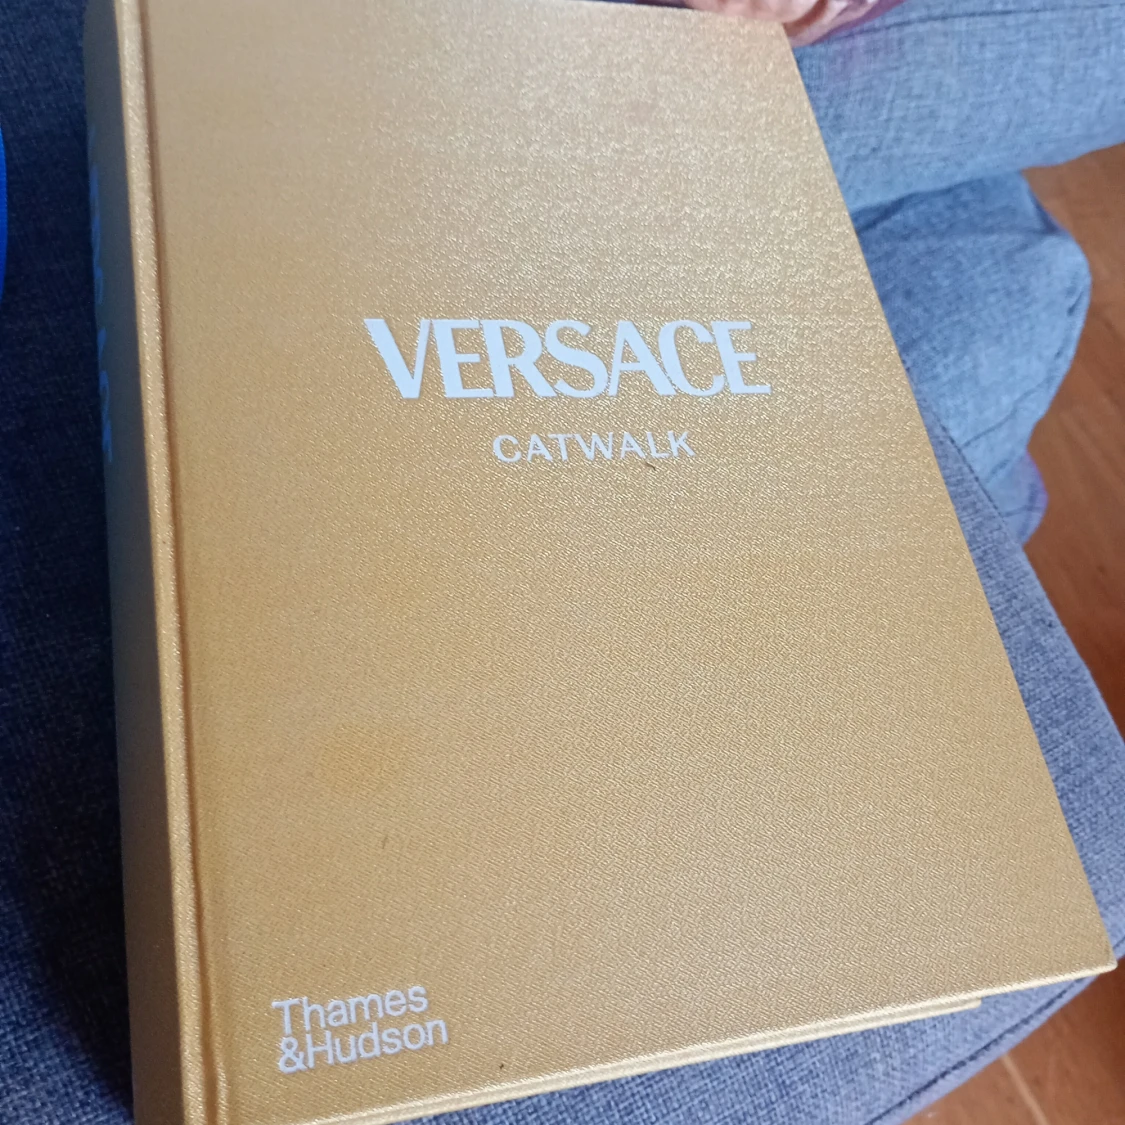 VERSACE
CATWALK
Thames
&Hudson